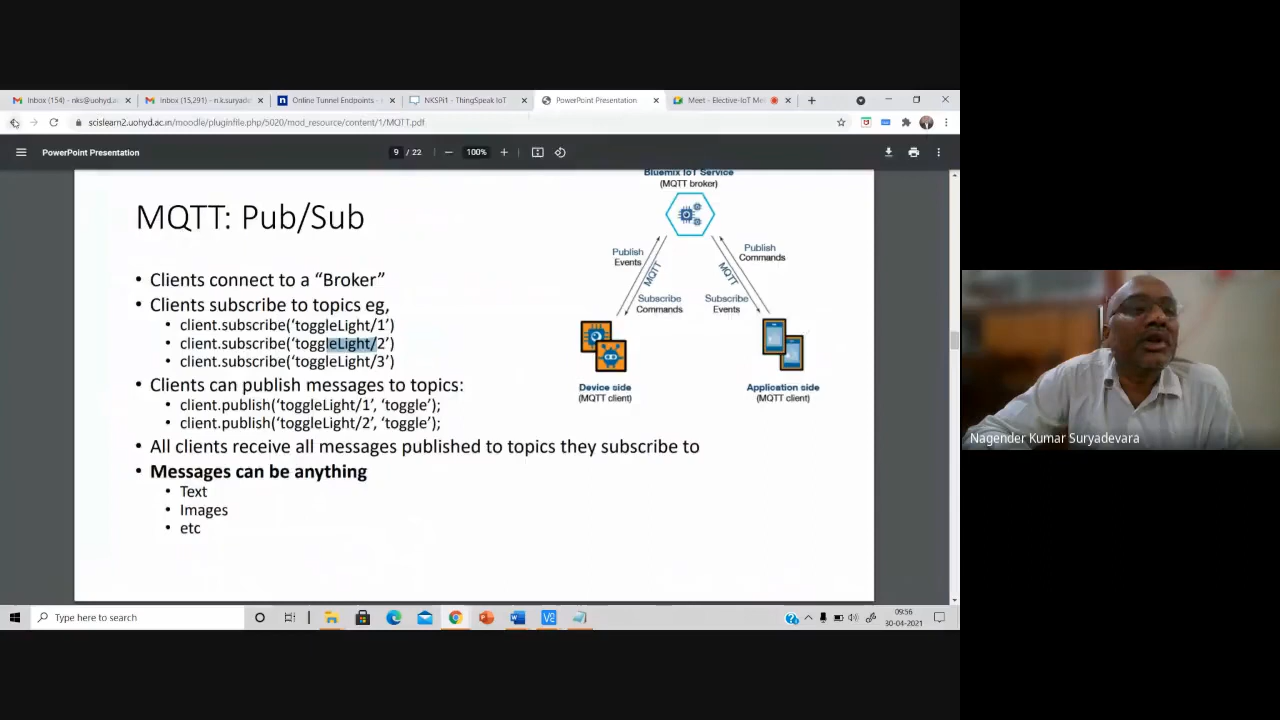 Inbox (154) - nks@uohyd.ac
Inbox (15,291) - n.k.suryade
Online Tunnel Endpoints -
NKSPi1 - ThingSpeak IoT
PowerPoint Presentation
Meet - Elective-IoT Me
scislearn2.uohyd.ac.in/moodle/pluginfile.php/5020/mod_resource/content/1/MQTT.pdf
PowerPoint Presentation
9 / 22
100%
Bluemix IoT Service
(MQTT broker)
MQTT: Pub/Sub
Publish
Events
MQTT
Subscribe
Commands
Publish
Commands
MQTT
Subscribe
Events
Device side
(MQTT client)
Application side
(MQTT client)
• Clients connect to a “Broker”
• Clients subscribe to topics eg,
• client.subscribe(‘toggleLight/1’)
• client.subscribe(‘toggleLight/2’)
• client.subscribe(‘toggleLight/3’)
• Clients can publish messages to topics:
• client.publish(‘toggleLight/1’, ‘toggle’);
• client.publish(‘toggleLight/2’, ‘toggle’);
• All clients receive all messages published to topics they subscribe to
• Messages can be anything
• Text
• Images
• etc
Nagender Kumar Suryadevara
Type here to search
09:56
30-04-2021